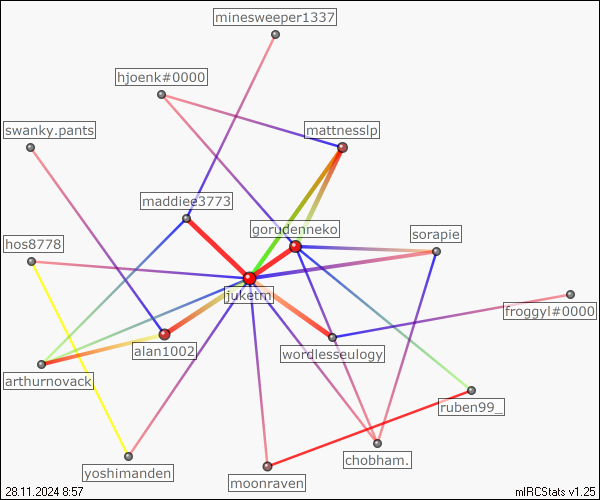 minesweeper1337
hjoenk#0000
swanky.pants
mattnesslp
maddiee3773
gorudenneko
sorapie
hos8778
juketm
froggyl#0000
alan1002
wordlesseulogy
arthurnovack
ruben99_
chobham.
yoshimanden
moonraven
28.11.2024 8:57
mIRCStats v1.25